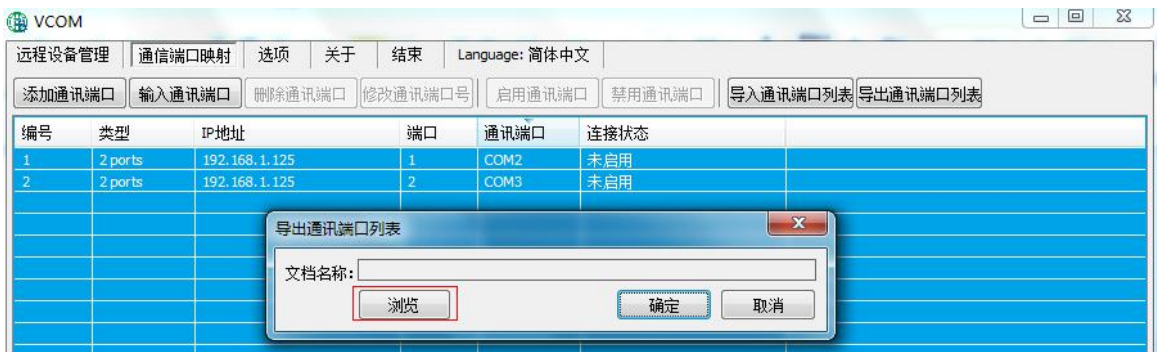 VCOM
远程设备管理 通信端口映射 选项 关于 结束 Language: 简体中文
添加通讯端口 输入通讯端口 删除通讯端口 修改通讯端口号 启用通讯端口 禁用通讯端口 导入通讯端口列表 导出通讯端口列表
编号 类型 IP地址 端口 通讯端口 连接状态
1 2 ports 192.168.1.125 1 COM2 未启用
2 2 ports 192.168.1.125 2 COM3 未启用
导出通讯端口列表
文档名称:
浏览 确定 取消